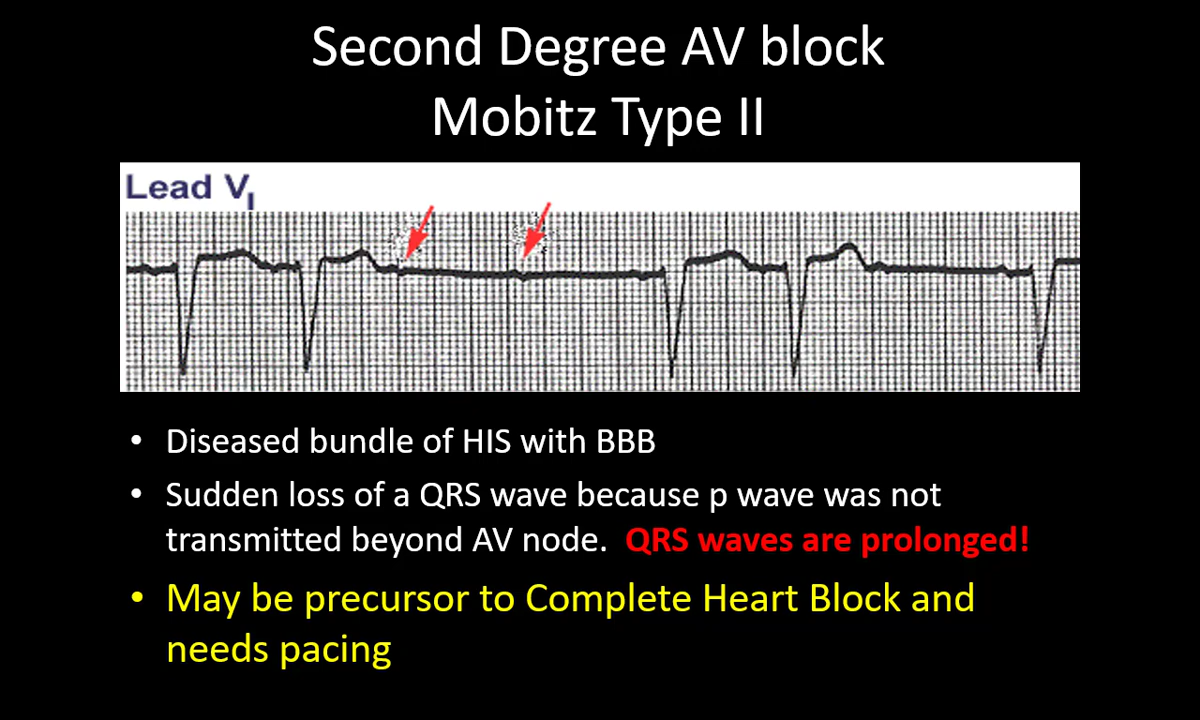 Second Degree AV block
Mobitz Type II
Lead VI
• Diseased bundle of HIS with BBB
• Sudden loss of a QRS wave because p wave was not
transmitted beyond AV node. QRS waves are prolonged!
• May be precursor to Complete Heart Block and
needs pacing